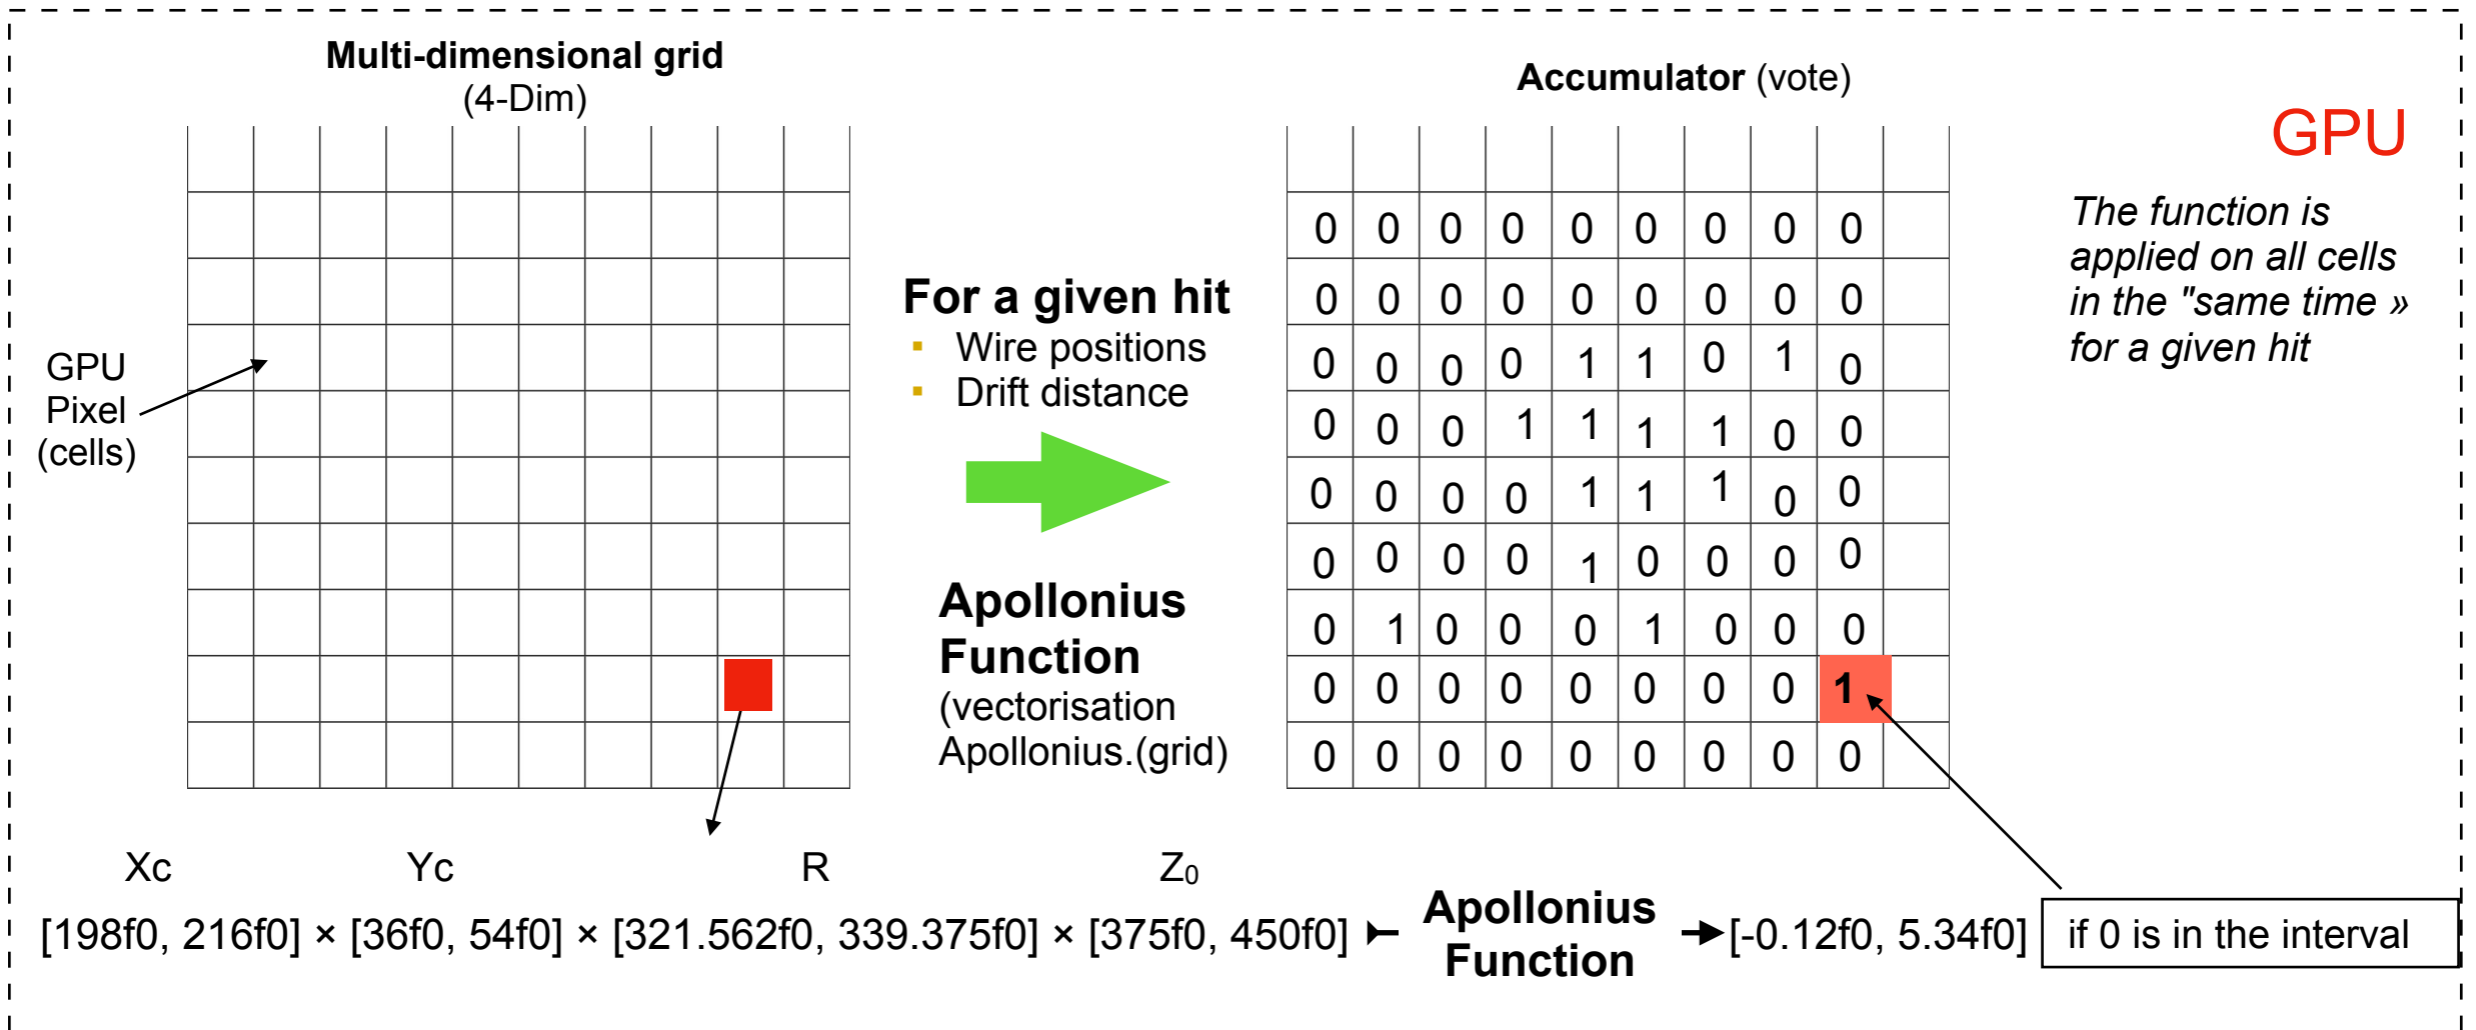 Multi-dimensional grid
(4-Dim)
Accumulator (vote)
GPU
The function is
applied on all cells
in the "same time »
for a given hit
GPU
Pixel
(cells)
For a given hit
▪ Wire positions
▪ Drift distance
Apollonius
Function
(vectorisation
Apollonius.(grid)
0 0 0 0 0 0 0 0 0
0 0 0 0 0 0 0 0 0
0 0 0 0 1 1 0 1 0
0 0 0 1 1 1 1 0 0
0 0 0 0 1 1 1 0 0
0 0 0 0 1 0 0 0 0
0 1 0 0 0 1 0 0 0
0 0 0 0 0 0 0 0 1
0 0 0 0 0 0 0 0 0
Xc Yc R Z₀
[198f0, 216f0] × [36f0, 54f0] × [321.562f0, 339.375f0] × [375f0, 450f0]
Apollonius
Function
[-0.12f0, 5.34f0]
if 0 is in the interval